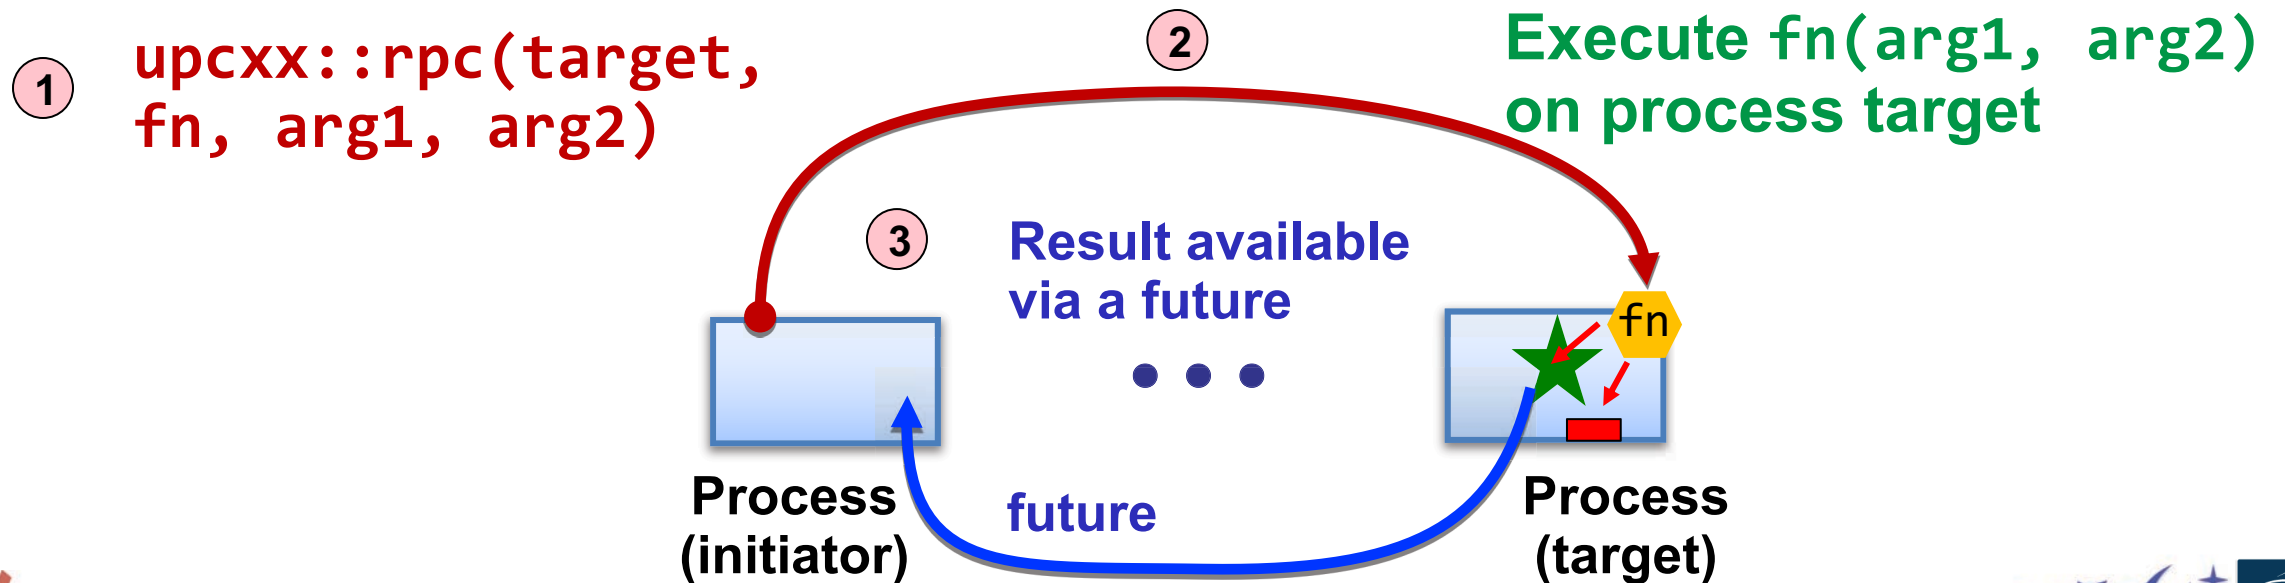 1
upcxx::rpc(target,
fn, arg1, arg2)
2
Execute fn(arg1, arg2)
on process target
3
Result available
via a future
fn
Process
(initiator)
future
Process
(target)